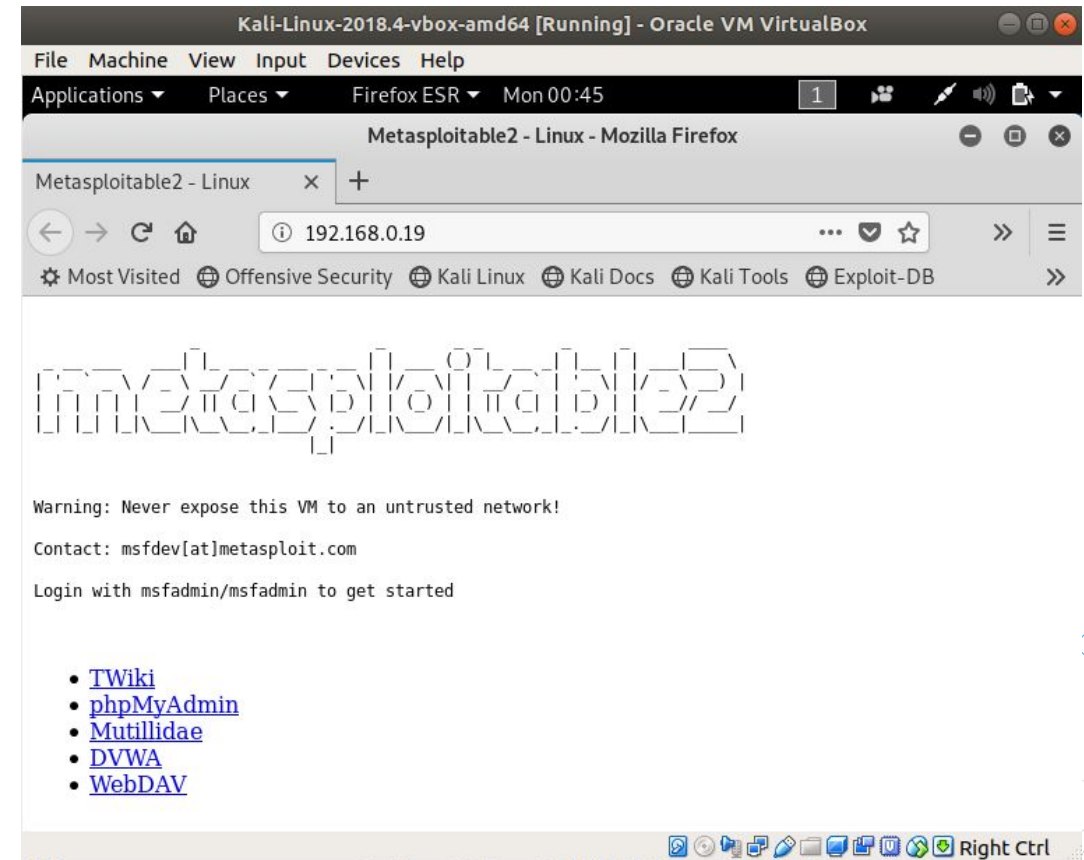 Kali-Linux-2018.4-vbox-amd64 [Running] - Oracle VM VirtualBox
File Machine View Input Devices Help
Applications Places Firefox ESR Mon 00:45 1
Metasploitable2 - Linux - Mozilla Firefox
Metasploitable2 - Linux
192.168.0.19
Most Visited Offensive Security Kali Linux Kali Docs Kali Tools Exploit-DB
metasploitable2
Warning: Never expose this VM to an untrusted network!
Contact: msfdev[at]metasploit.com
Login with msfadmin/msfadmin to get started
TWiki
phpMyAdmin
Mutillidae
DVWA
WebDAV
Right Ctrl